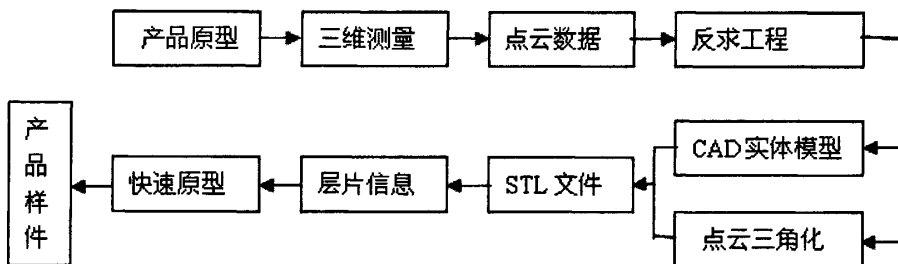 产品原型
三维测量
点云数据
反求工程
CAD实体模型
点云三角化
STL 文件
层片信息
快速原型
产
品
样
件